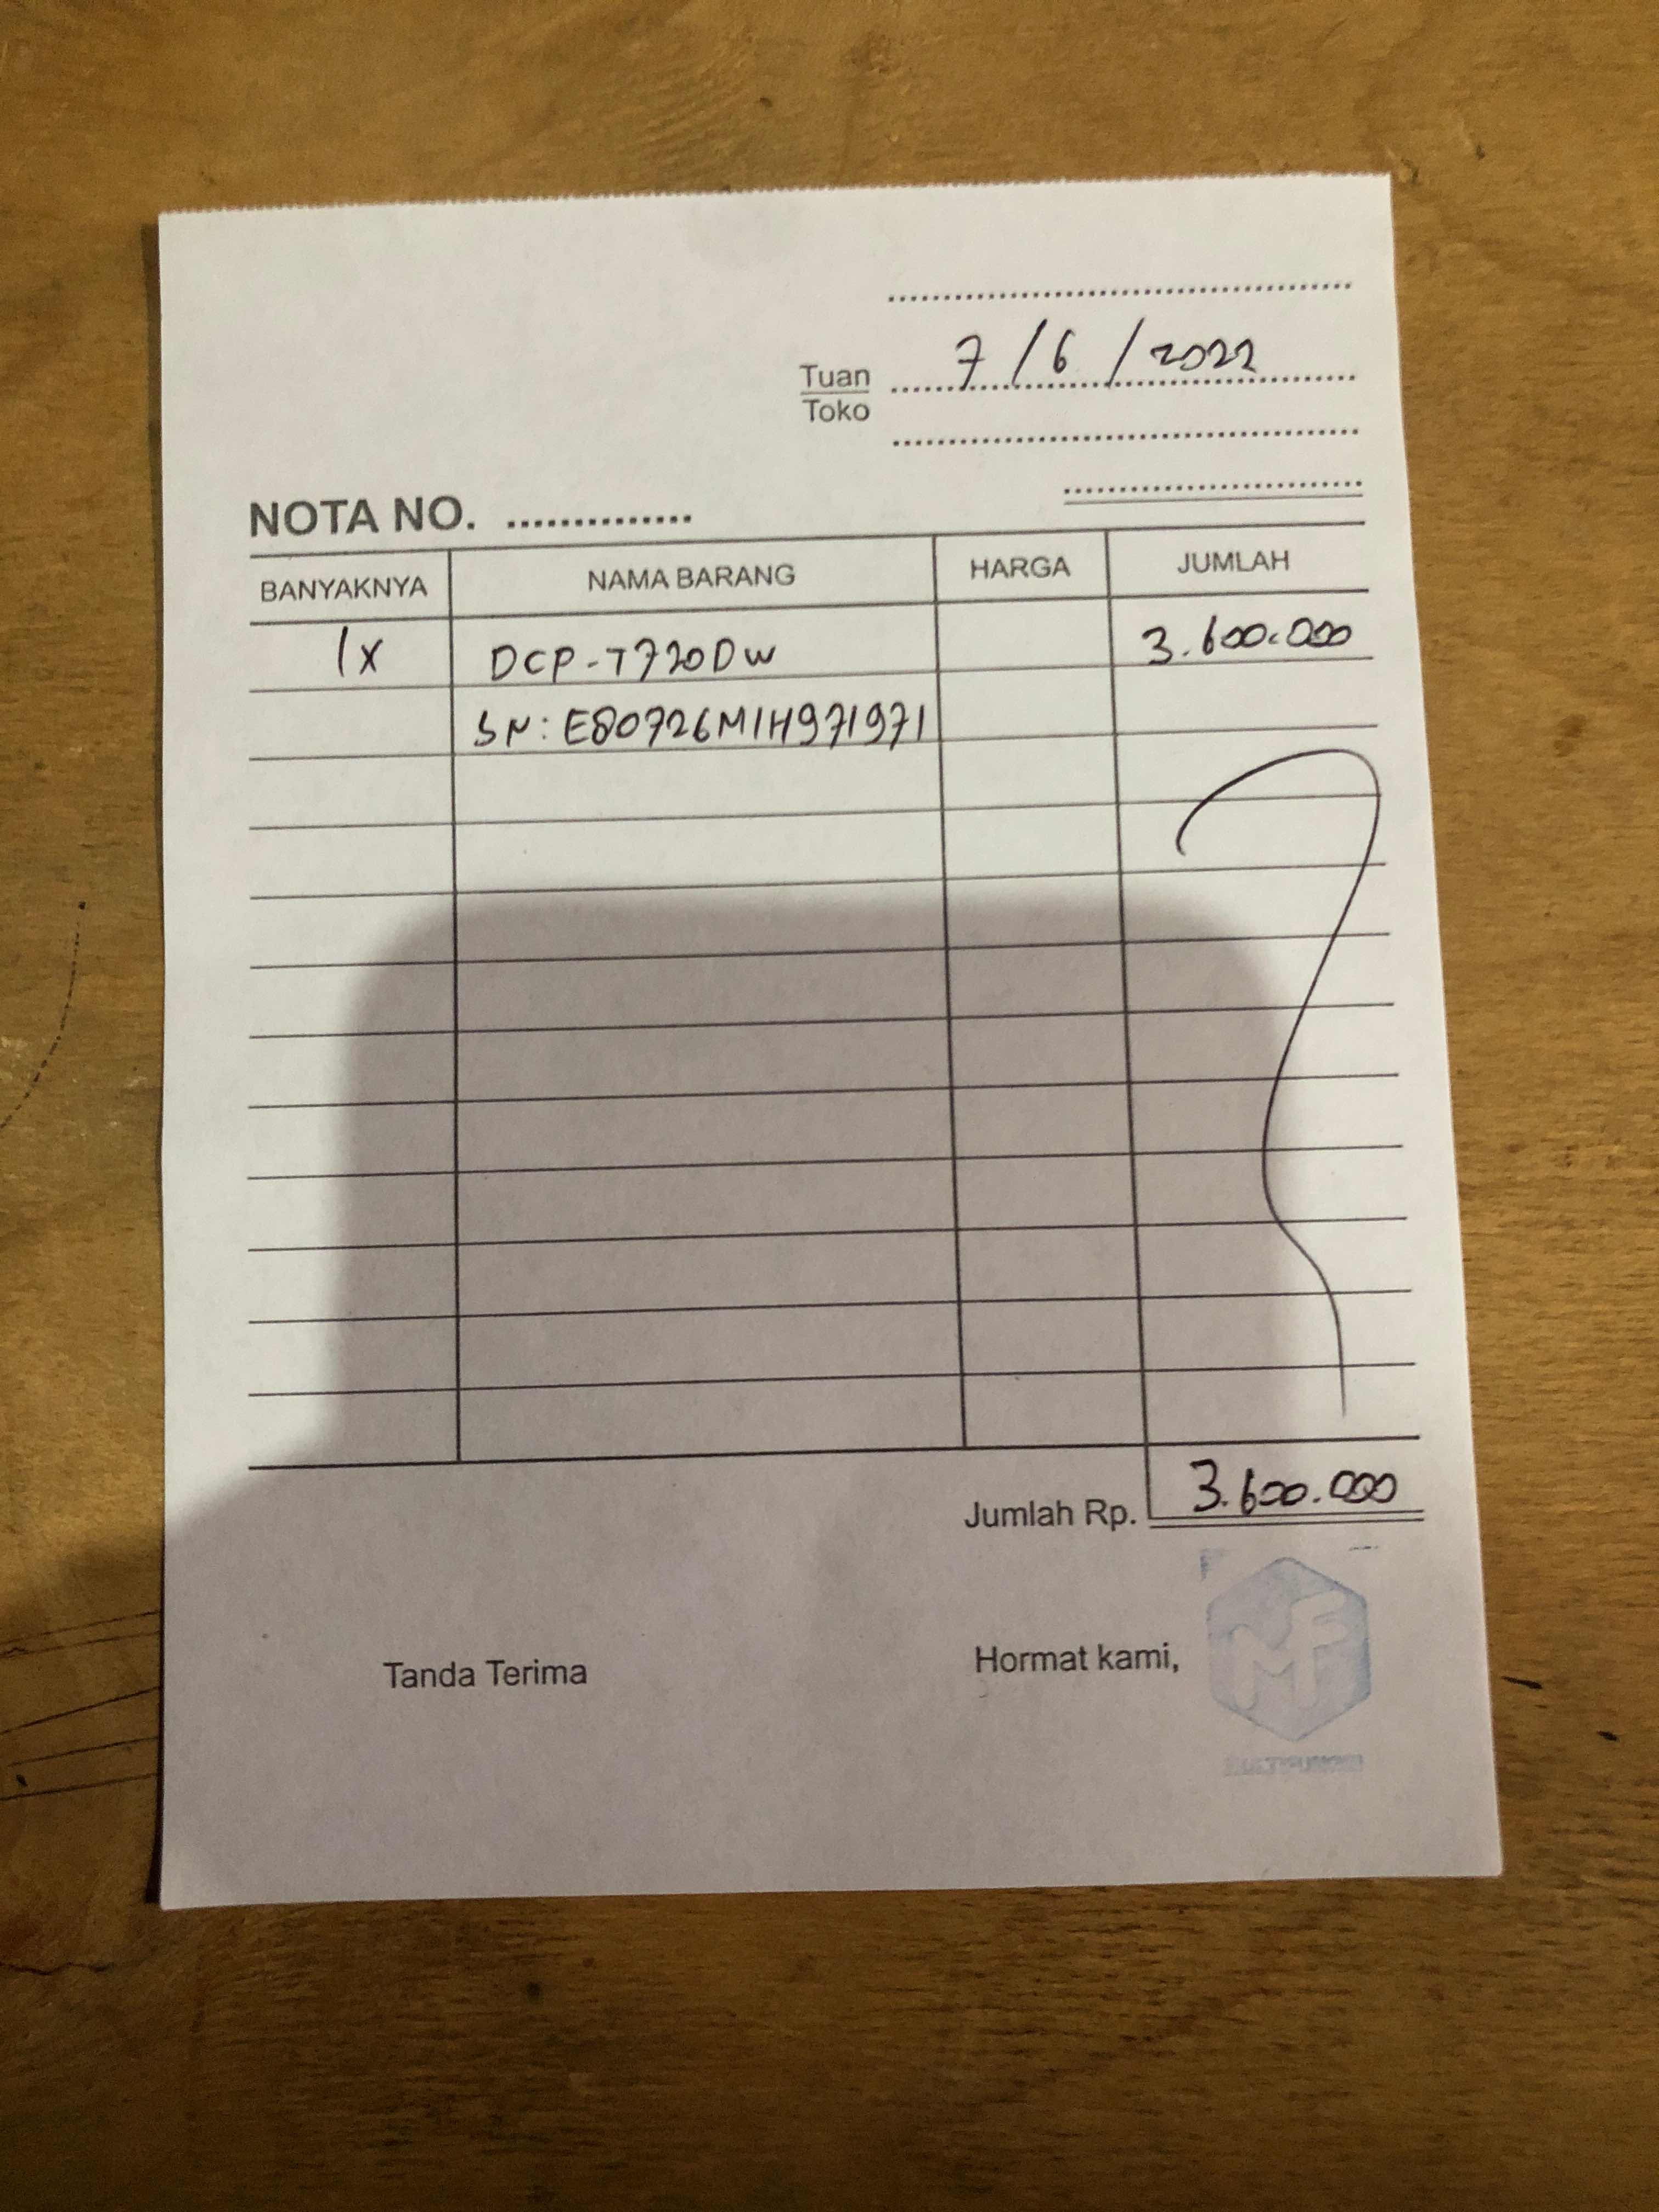 7/6/2022
Tuan
Toko
NOTA NO. ..............
BANYAKNYA NAMA BARANG HARGA JUMLAH
1x DCP-T720DW 3.600.000
SN: E80726M1H971971
Jumlah Rp. 3.600.000
Tanda Terima Hormat kami,
MF